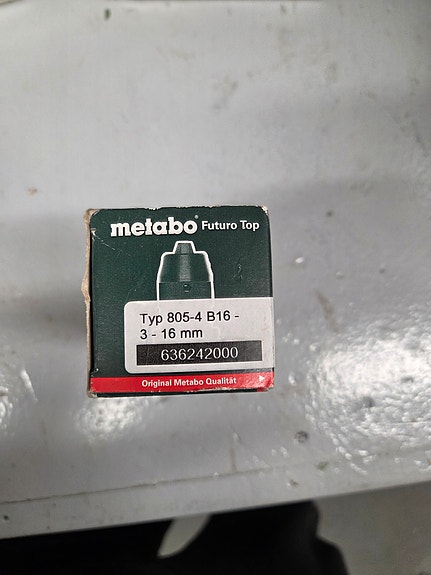 metabo® Futuro Top
Typ 805-4 B16 -
3 - 16 mm
636242000
Original Metabo Qualität